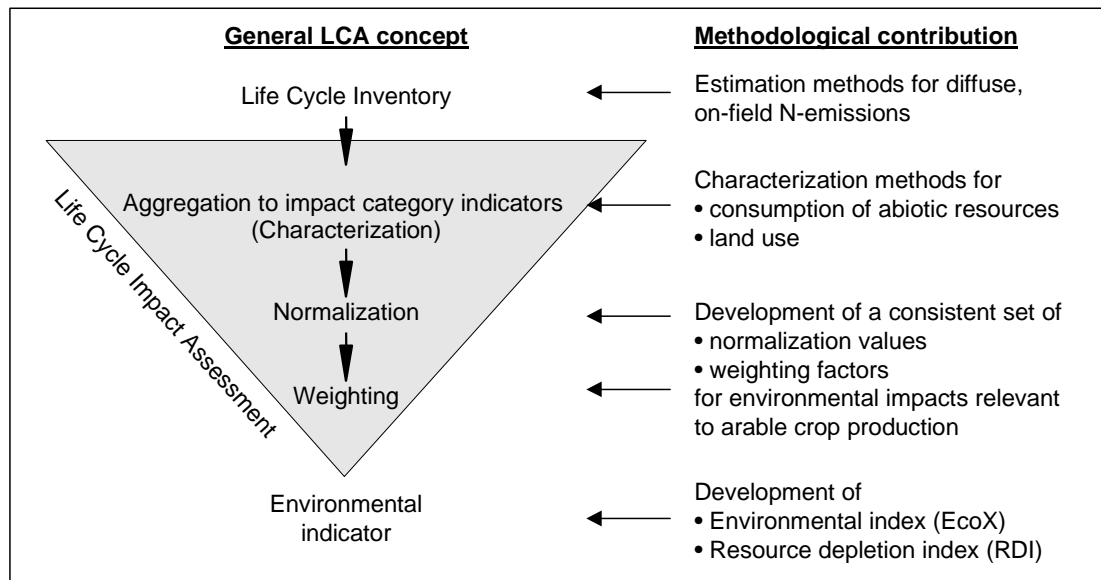 General LCA concept
Life Cycle Inventory
Aggregation to impact category indicators
(Characterization)
Normalization
Weighting
Life Cycle Impact Assessment
Environmental
indicator
Methodological contribution
Estimation methods for diffuse,
on-field N-emissions
Characterization methods for
• consumption of abiotic resources
• land use
Development of a consistent set of
• normalization values
• weighting factors
for environmental impacts relevant
to arable crop production
Development of
• Environmental index (EcoX)
• Resource depletion index (RDI)